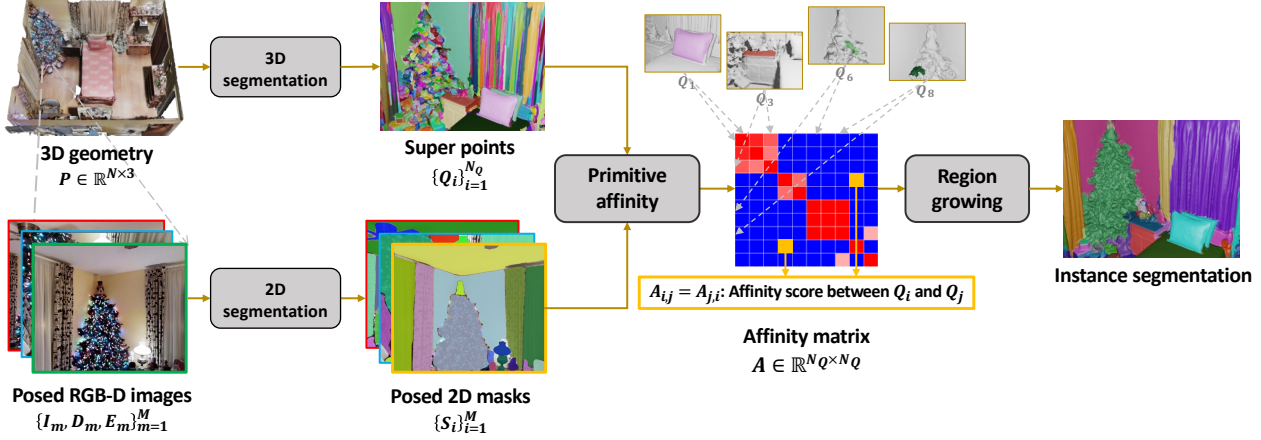 3D
segmentation
3D geometry
P ∈ ℝ^{N×3}
Super points
{Q_i}_{i=1}^{N_Q}
Primitive
affinity
Q_1
Q_3
Q_6
Q_8
Region
growing
Instance segmentation
A_{i,j} = A_{j,i}: Affinity score between Q_i and Q_j
Affinity matrix
A ∈ ℝ^{N_Q×N_Q}
2D
segmentation
Posed RGB-D images
{I_m, D_m, E_m}_{m=1}^{M}
Posed 2D masks
{S_i}_{i=1}^{M}